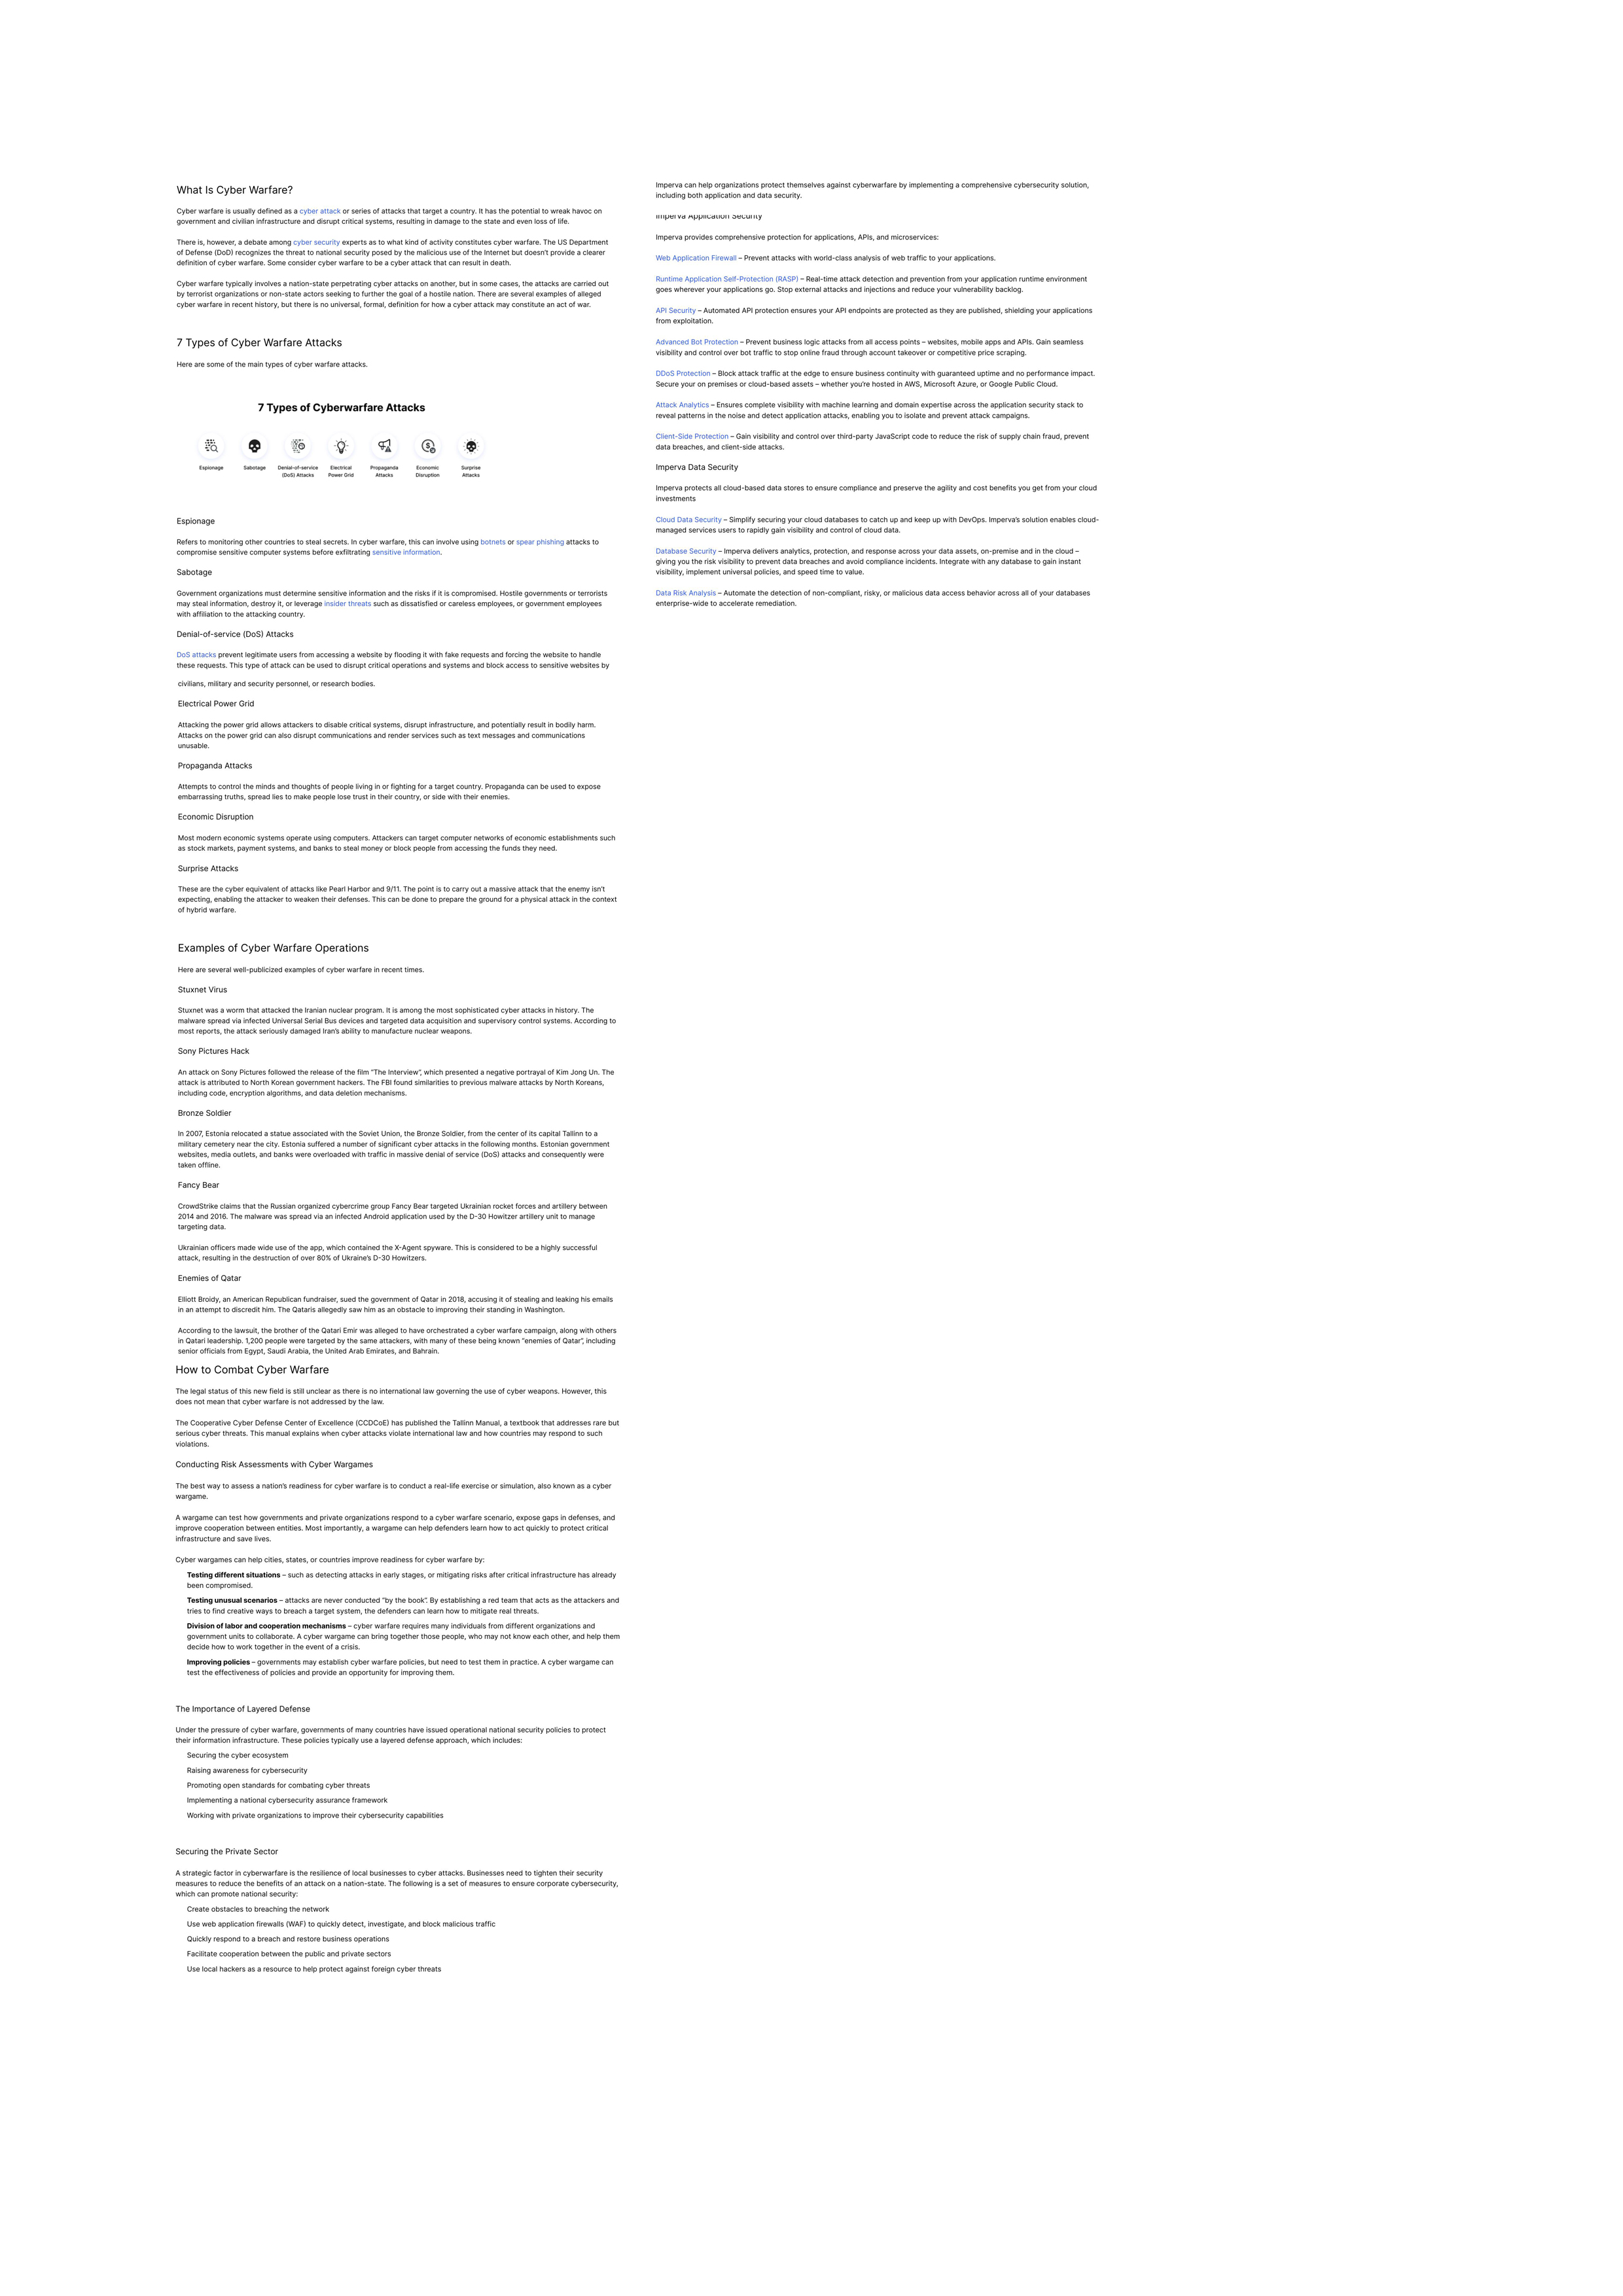 What Is Cyber Warfare?
Cyber warfare is usually defined as a cyber attack or series of attacks that target a country. It has the potential to wreak havoc on
government and civilian infrastructure and disrupt critical systems, resulting in damage to the state and even loss of life.
There is, however, a debate among cyber security experts as to what kind of activity constitutes cyber warfare. The US Department
of Defense (DoD) recognizes the threat to national security posed by the malicious use of the Internet but doesn't provide a clearer
definition of cyber warfare. Some consider cyber warfare to be a cyber attack that can result in death.
Cyber warfare typically involves a nation-state perpetrating cyber attacks on another, but in some cases, the attacks are carried out
by terrorist organizations or non-state actors seeking to further the goal of a hostile nation. There are several examples of alleged
cyber warfare in recent history, but there is no universal, formal, definition for how a cyber attack may constitute an act of war.
7 Types of Cyber Warfare Attacks
Here are some of the main types of cyber warfare attacks.
7 Types of Cyberwarfare Attacks
Espionage
Sabotage
Denial-of-service
(DoS) Attacks
Electrical
Power Grid
Propaganda
Attacks
Economic
Disruption
Surprise
Attacks
Espionage
Refers to monitoring other countries to steal secrets. In cyber warfare, this can involve using botnets or spear phishing attacks to
compromise sensitive computer systems before exfiltrating sensitive information.
Sabotage
Government organizations must determine sensitive information and the risks if it is compromised. Hostile governments or terrorists
may steal information, destroy it, or leverage insider threats such as dissatisfied or careless employees, or government employees
with affiliation to the attacking country.
Denial-of-service (DoS) Attacks
DoS attacks prevent legitimate users from accessing a website by flooding it with fake requests and forcing the website to handle
these requests. This type of attack can be used to disrupt critical operations and systems and block access to sensitive websites by
civilians, military and security personnel, or research bodies.
Electrical Power Grid
Attacking the power grid allows attackers to disable critical systems, disrupt infrastructure, and potentially result in bodily harm.
Attacks on the power grid can also disrupt communications and render services such as text messages and communications
unusable.
Propaganda Attacks
Attempts to control the minds and thoughts of people living in or fighting for a target country. Propaganda can be used to expose
embarrassing truths, spread lies to make people lose trust in their country, or side with their enemies.
Economic Disruption
Most modern economic systems operate using computers. Attackers can target computer networks of economic establishments such
as stock markets, payment systems, and banks to steal money or block people from accessing the funds they need.
Surprise Attacks
These are the cyber equivalent of attacks like Pearl Harbor and 9/11. The point is to carry out a massive attack that the enemy isn't
expecting, enabling the attacker to weaken their defenses. This can be done to prepare the ground for a physical attack in the context
of hybrid warfare.
Examples of Cyber Warfare Operations
Here are several well-publicized examples of cyber warfare in recent times.
Stuxnet Virus
Stuxnet was a worm that attacked the Iranian nuclear program. It is among the most sophisticated cyber attacks in history. The
malware spread via infected Universal Serial Bus devices and targeted data acquisition and supervisory control systems. According to
most reports, the attack seriously damaged Iran's ability to manufacture nuclear weapons.
Sony Pictures Hack
An attack on Sony Pictures followed the release of the film "The Interview", which presented a negative portrayal of Kim Jong Un. The
attack is attributed to North Korean government hackers. The FBI found similarities to previous malware attacks by North Koreans,
including code, encryption algorithms, and data deletion mechanisms.
Bronze Soldier
In 2007, Estonia relocated a statue associated with the Soviet Union, the Bronze Soldier, from the center of its capital Tallinn to a
military cemetery near the city. Estonia suffered a number of significant cyber attacks in the following months. Estonian government
websites, media outlets, and banks were overloaded with traffic in massive denial of service (DoS) attacks and consequently were
taken offline.
Fancy Bear
CrowdStrike claims that the Russian organized cybercrime group Fancy Bear targeted Ukrainian rocket forces and artillery between
2014 and 2016. The malware was spread via an infected Android application used by the D-30 Howitzer artillery unit to manage
targeting data.
Ukrainian officers made wide use of the app, which contained the X-Agent spyware. This is considered to be a highly successful
attack, resulting in the destruction of over 80% of Ukraine's D-30 Howitzers.
Enemies of Qatar
Elliott Broidy, an American Republican fundraiser, sued the government of Qatar in 2018, accusing it of stealing and leaking his emails
in an attempt to discredit him. The Qataris allegedly saw him as an obstacle to improving their standing in Washington.
According to the lawsuit, the brother of the Qatari Emir was alleged to have orchestrated a cyber warfare campaign, along with others
in Qatari leadership. 1,200 people were targeted by the same attackers, with many of these being known "enemies of Qatar", including
senior officials from Egypt, Saudi Arabia, the United Arab Emirates, and Bahrain.
How to Combat Cyber Warfare
The legal status of this new field is still unclear as there is no international law governing the use of cyber weapons. However, this
does not mean that cyber warfare is not addressed by the law.
The Cooperative Cyber Defense Center of Excellence (CCDCoE) has published the Tallinn Manual, a textbook that addresses rare but
serious cyber threats. This manual explains when cyber attacks violate international law and how countries may respond to such
violations.
Conducting Risk Assessments with Cyber Wargames
The best way to assess a nation's readiness for cyber warfare is to conduct a real-life exercise or simulation, also known as a cyber
wargame.
A wargame can test how governments and private organizations respond to a cyber warfare scenario, expose gaps in defenses, and
improve cooperation between entities. Most importantly, a wargame can help defenders learn how to act quickly to protect critical
infrastructure and save lives.
Cyber wargames can help cities, states, or countries improve readiness for cyber warfare by:
Testing different situations – such as detecting attacks in early stages, or mitigating risks after critical infrastructure has already
been compromised.
Testing unusual scenarios – attacks are never conducted "by the book". By establishing a red team that acts as the attackers and
tries to find creative ways to breach a target system, the defenders can learn how to mitigate real threats.
Division of labor and cooperation mechanisms – cyber warfare requires many individuals from different organizations and
government units to collaborate. A cyber wargame can bring together those people, who may not know each other, and help them
decide how to work together in the event of a crisis.
Improving policies – governments may establish cyber warfare policies, but need to test them in practice. A cyber wargame can
test the effectiveness of policies and provide an opportunity for improving them.
The Importance of Layered Defense
Under the pressure of cyber warfare, governments of many countries have issued operational national security policies to protect
their information infrastructure. These policies typically use a layered defense approach, which includes:
Securing the cyber ecosystem
Raising awareness for cybersecurity
Promoting open standards for combating cyber threats
Implementing a national cybersecurity assurance framework
Working with private organizations to improve their cybersecurity capabilities
Securing the Private Sector
A strategic factor in cyberwarfare is the resilience of local businesses to cyber attacks. Businesses need to tighten their security
measures to reduce the benefits of an attack on a nation-state. The following is a set of measures to ensure corporate cybersecurity,
which can promote national security:
Create obstacles to breaching the network
Use web application firewalls (WAF) to quickly detect, investigate, and block malicious traffic
Quickly respond to a breach and restore business operations
Facilitate cooperation between the public and private sectors
Use local hackers as a resource to help protect against foreign cyber threats
Imperva can help organizations protect themselves against cyberwarfare by implementing a comprehensive cybersecurity solution,
including both application and data security.
Imperva Application Security
Imperva provides comprehensive protection for applications, APIs, and microservices:
Web Application Firewall – Prevent attacks with world-class analysis of web traffic to your applications.
Runtime Application Self-Protection (RASP) – Real-time attack detection and prevention from your application runtime environment
goes wherever your applications go. Stop external attacks and injections and reduce your vulnerability backlog.
API Security – Automated API protection ensures your API endpoints are protected as they are published, shielding your applications
from exploitation.
Advanced Bot Protection – Prevent business logic attacks from all access points – websites, mobile apps and APIs. Gain seamless
visibility and control over bot traffic to stop online fraud through account takeover or competitive price scraping.
DDoS Protection – Block attack traffic at the edge to ensure business continuity with guaranteed uptime and no performance impact.
Secure your on premises or cloud-based assets – whether you're hosted in AWS, Microsoft Azure, or Google Public Cloud.
Attack Analytics – Ensures complete visibility with machine learning and domain expertise across the application security stack to
reveal patterns in the noise and detect application attacks, enabling you to isolate and prevent attack campaigns.
Client-Side Protection – Gain visibility and control over third-party JavaScript code to reduce the risk of supply chain fraud, prevent
data breaches, and client-side attacks.
Imperva Data Security
Imperva protects all cloud-based data stores to ensure compliance and preserve the agility and cost benefits you get from your cloud
investments
Cloud Data Security – Simplify securing your cloud databases to catch up and keep up with DevOps. Imperva's solution enables cloud-
managed services users to rapidly gain visibility and control of cloud data.
Database Security – Imperva delivers analytics, protection, and response across your data assets, on-premise and in the cloud –
giving you the risk visibility to prevent data breaches and avoid compliance incidents. Integrate with any database to gain instant
visibility, implement universal policies, and speed time to value.
Data Risk Analysis – Automate the detection of non-compliant, risky, or malicious data access behavior across all of your databases
enterprise-wide to accelerate remediation.